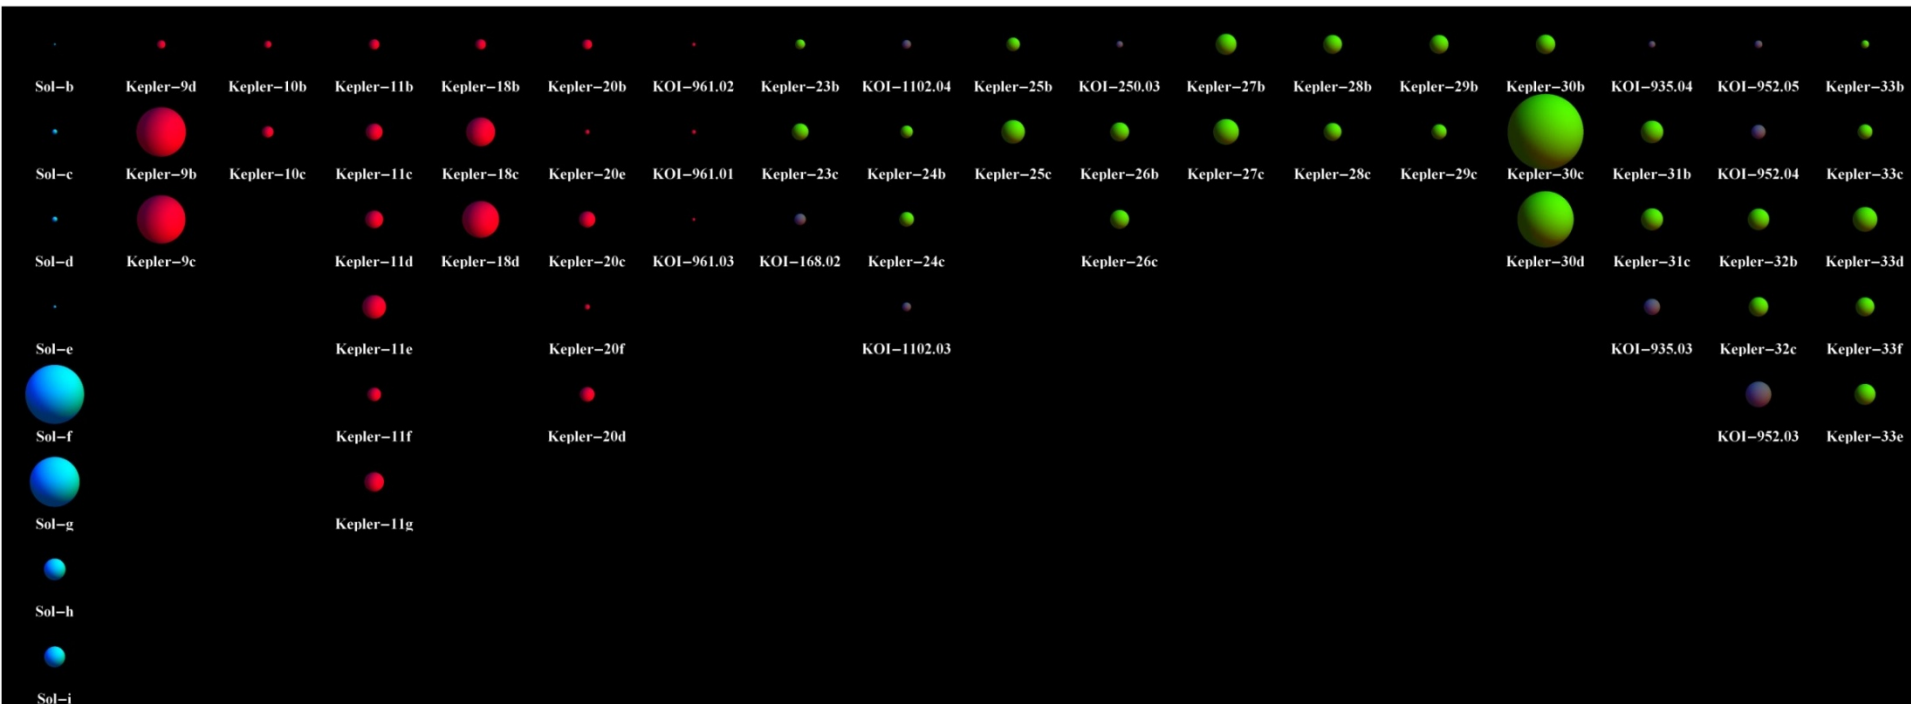 Sol–b Kepler–9d Kepler–10b Kepler–11b Kepler–18b Kepler–20b KOI–961.02 Kepler–23b KOI–1102.04 Kepler–25b KOI–250.03 Kepler–27b Kepler–28b Kepler–29b Kepler–30b KOI–935.04 KOI–952.05 Kepler–33b
Sol–c Kepler–9b Kepler–10c Kepler–11c Kepler–18c Kepler–20e KOI–961.01 Kepler–23c Kepler–24b Kepler–25c Kepler–26b Kepler–27c Kepler–28c Kepler–29c Kepler–30c Kepler–31b KOI–952.04 Kepler–33c
Sol–d Kepler–9c Kepler–11d Kepler–18d Kepler–20c KOI–961.03 KOI–168.02 Kepler–24c Kepler–26c Kepler–30d Kepler–31c Kepler–32b Kepler–33d
Sol–e Kepler–11e Kepler–20f KOI–1102.03 KOI–935.03 Kepler–32c Kepler–33f
Sol–f Kepler–11f Kepler–20d KOI–952.03 Kepler–33e
Sol–g Kepler–11g
Sol–h
Sol–i